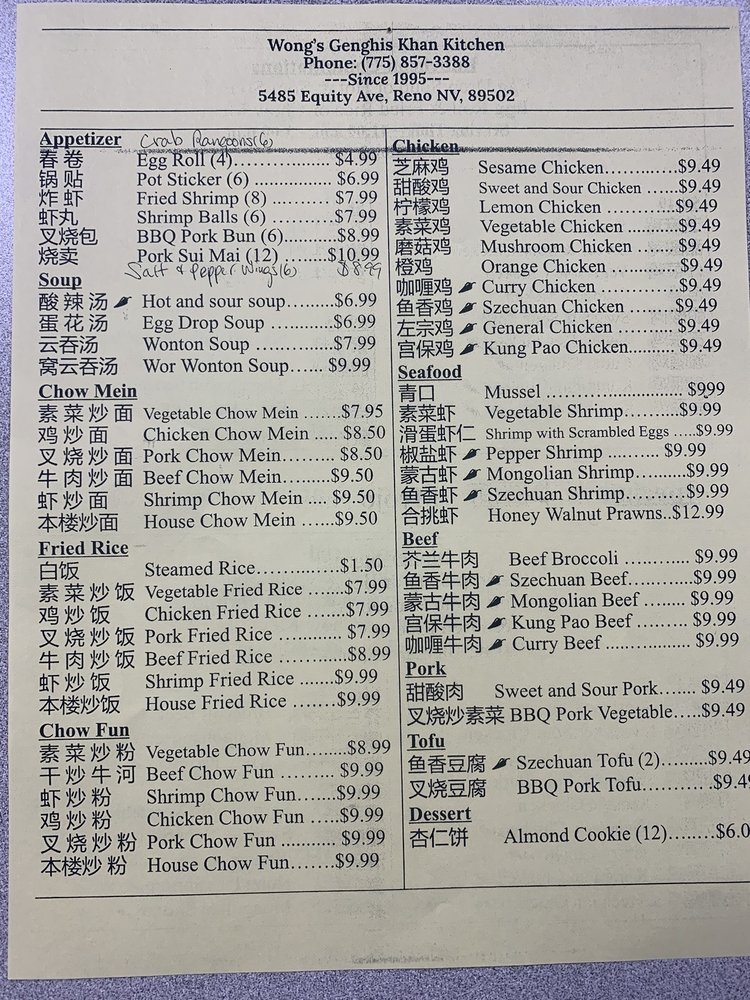 Wong's Genghis Khan Kitchen
Phone: (775) 857-3388
---Since 1995---
5485 Equity Ave, Reno NV, 89502
Appetizer Crab Rangoons (6)
春卷 Egg Roll (4)..................... $4.99
锅贴 Pot Sticker (6) ................ $6.99
炸虾 Fried Shrimp (8) ............ $7.99
虾丸 Shrimp Balls (6) .............$7.99
叉烧包 BBQ Pork Bun (6)..........$8.99
烧卖 Pork Sui Mai (12) ........$10.99
Salt & Pepper Wings(6) $8.99
Soup
酸辣汤 Hot and sour soup..........$6.99
蛋花汤 Egg Drop Soup .............$6.99
云吞汤 Wonton Soup ...............$7.99
窝云吞汤 Wor Wonton Soup...... $9.99
Chow Mein
素菜炒面 Vegetable Chow Mein .......$7.95
鸡炒面 Chicken Chow Mein ..... $8.50
叉烧炒面 Pork Chow Mein........... $8.50
牛肉炒面 Beef Chow Mein.........$9.50
虾炒面 Shrimp Chow Mein .... $9.50
本楼炒面 House Chow Mein ......$9.50
Fried Rice
白饭 Steamed Rice.....................$1.50
素菜炒饭 Vegetable Fried Rice ........$7.99
鸡炒饭 Chicken Fried Rice .........$7.99
叉烧炒饭 Pork Fried Rice ............. $7.99
牛肉炒饭 Beef Fried Rice .............$8.99
虾炒饭 Shrimp Fried Rice .........$9.99
本楼炒饭 House Fried Rice ..........$9.99
Chow Fun
素菜炒粉 Vegetable Chow Fun........$8.99
干炒牛河 Beef Chow Fun ......... $9.99
虾炒粉 Shrimp Chow Fun.......$9.99
鸡炒粉 Chicken Chow Fun .....$9.99
叉烧炒粉 Pork Chow Fun ........... $9.99
本楼炒粉 House Chow Fun.......$9.99
Chicken
芝麻鸡 Sesame Chicken............$9.49
甜酸鸡 Sweet and Sour Chicken ......$9.49
柠檬鸡 Lemon Chicken .............$9.49
素菜鸡 Vegetable Chicken ..........$9.49
磨菇鸡 Mushroom Chicken ........$9.49
橙鸡 Orange Chicken ............$9.49
咖喱鸡 Curry Chicken ..............$9.49
鱼香鸡 Szechuan Chicken ........$9.49
左宗鸡 General Chicken ...........$9.49
宫保鸡 Kung Pao Chicken......... $9.49
Seafood
青口 Mussel ............................$9.99
素菜虾 Vegetable Shrimp..........$9.99
滑蛋虾仁 Shrimp with Scrambled Eggs .....$9.99
椒盐虾 Pepper Shrimp .......... $9.99
蒙古虾 Mongolian Shrimp..........$9.99
鱼香虾 Szechuan Shrimp...........$9.99
合挑虾 Honey Walnut Prawns..$12.99
Beef
芥兰牛肉 Beef Broccoli ............. $9.99
鱼香牛肉 Szechuan Beef.............$9.99
蒙古牛肉 Mongolian Beef ........ $9.99
宫保牛肉 Kung Pao Beef ......... $9.99
咖喱牛肉 Curry Beef ................ $9.99
Pork
甜酸肉 Sweet and Sour Pork....... $9.49
叉烧炒素菜 BBQ Pork Vegetable.....$9.49
Tofu
鱼香豆腐 Szechuan Tofu (2)..........$9.49
叉烧豆腐 BBQ Pork Tofu..............$9.4
Dessert
杏仁饼 Almond Cookie (12)........$6.0